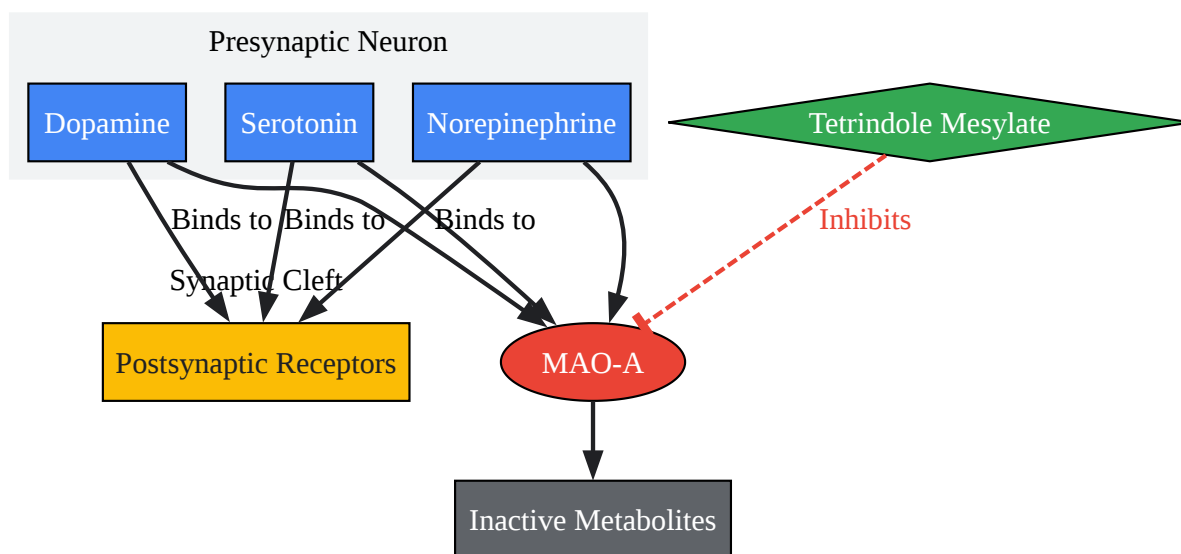 Presynaptic Neuron
Dopamine
Serotonin
Norepinephrine
Tetrindole Mesylate
Binds to
Binds to
Binds to
Inhibits
Synaptic Cleft
Postsynaptic Receptors
MAO-A
Inactive Metabolites